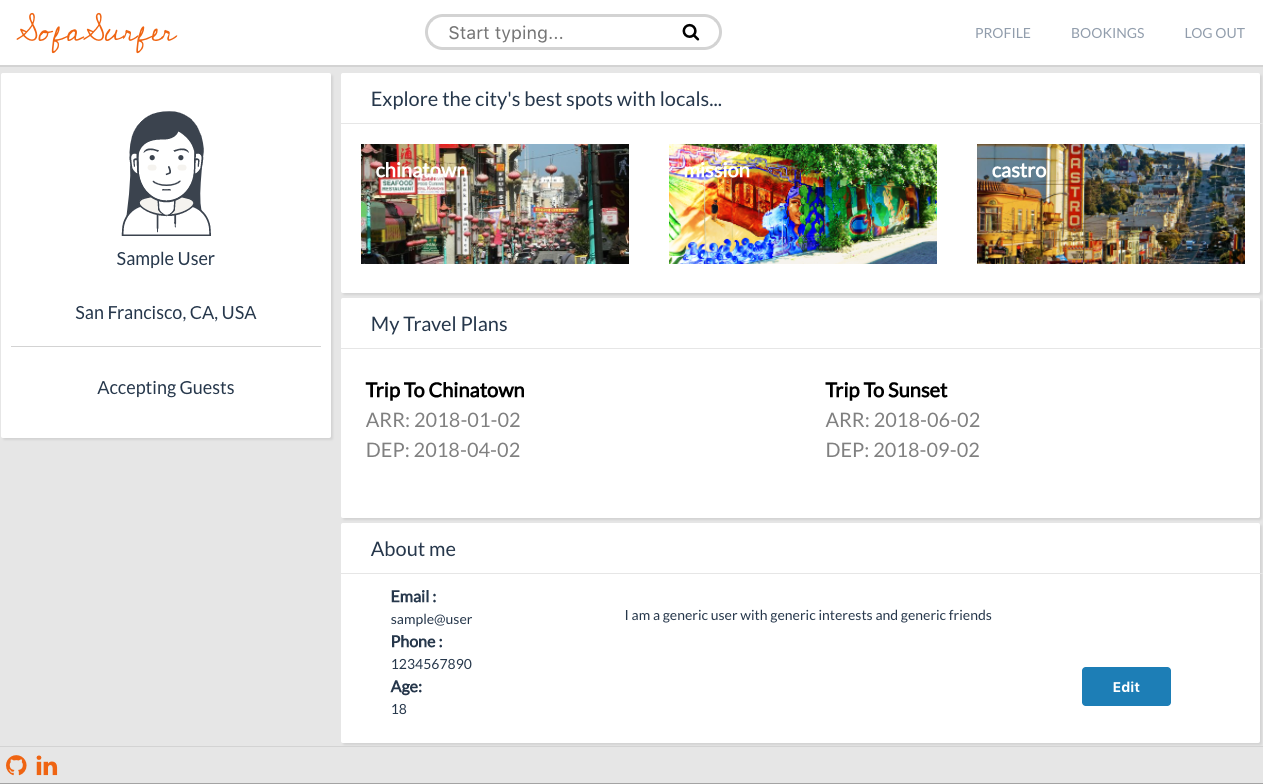 SofaSurfer
Start typing...
PROFILE
BOOKINGS
LOG OUT
Sample User
San Francisco, CA, USA
Accepting Guests
Explore the city's best spots with locals...
chinatown
SEAFOOD
RESTAURANT
mission
castro
CASTRO
My Travel Plans
Trip To Chinatown
ARR: 2018-01-02
DEP: 2018-04-02
Trip To Sunset
ARR: 2018-06-02
DEP: 2018-09-02
About me
Email :
sample@user
Phone :
1234567890
Age:
18
I am a generic user with generic interests and generic friends
Edit
in